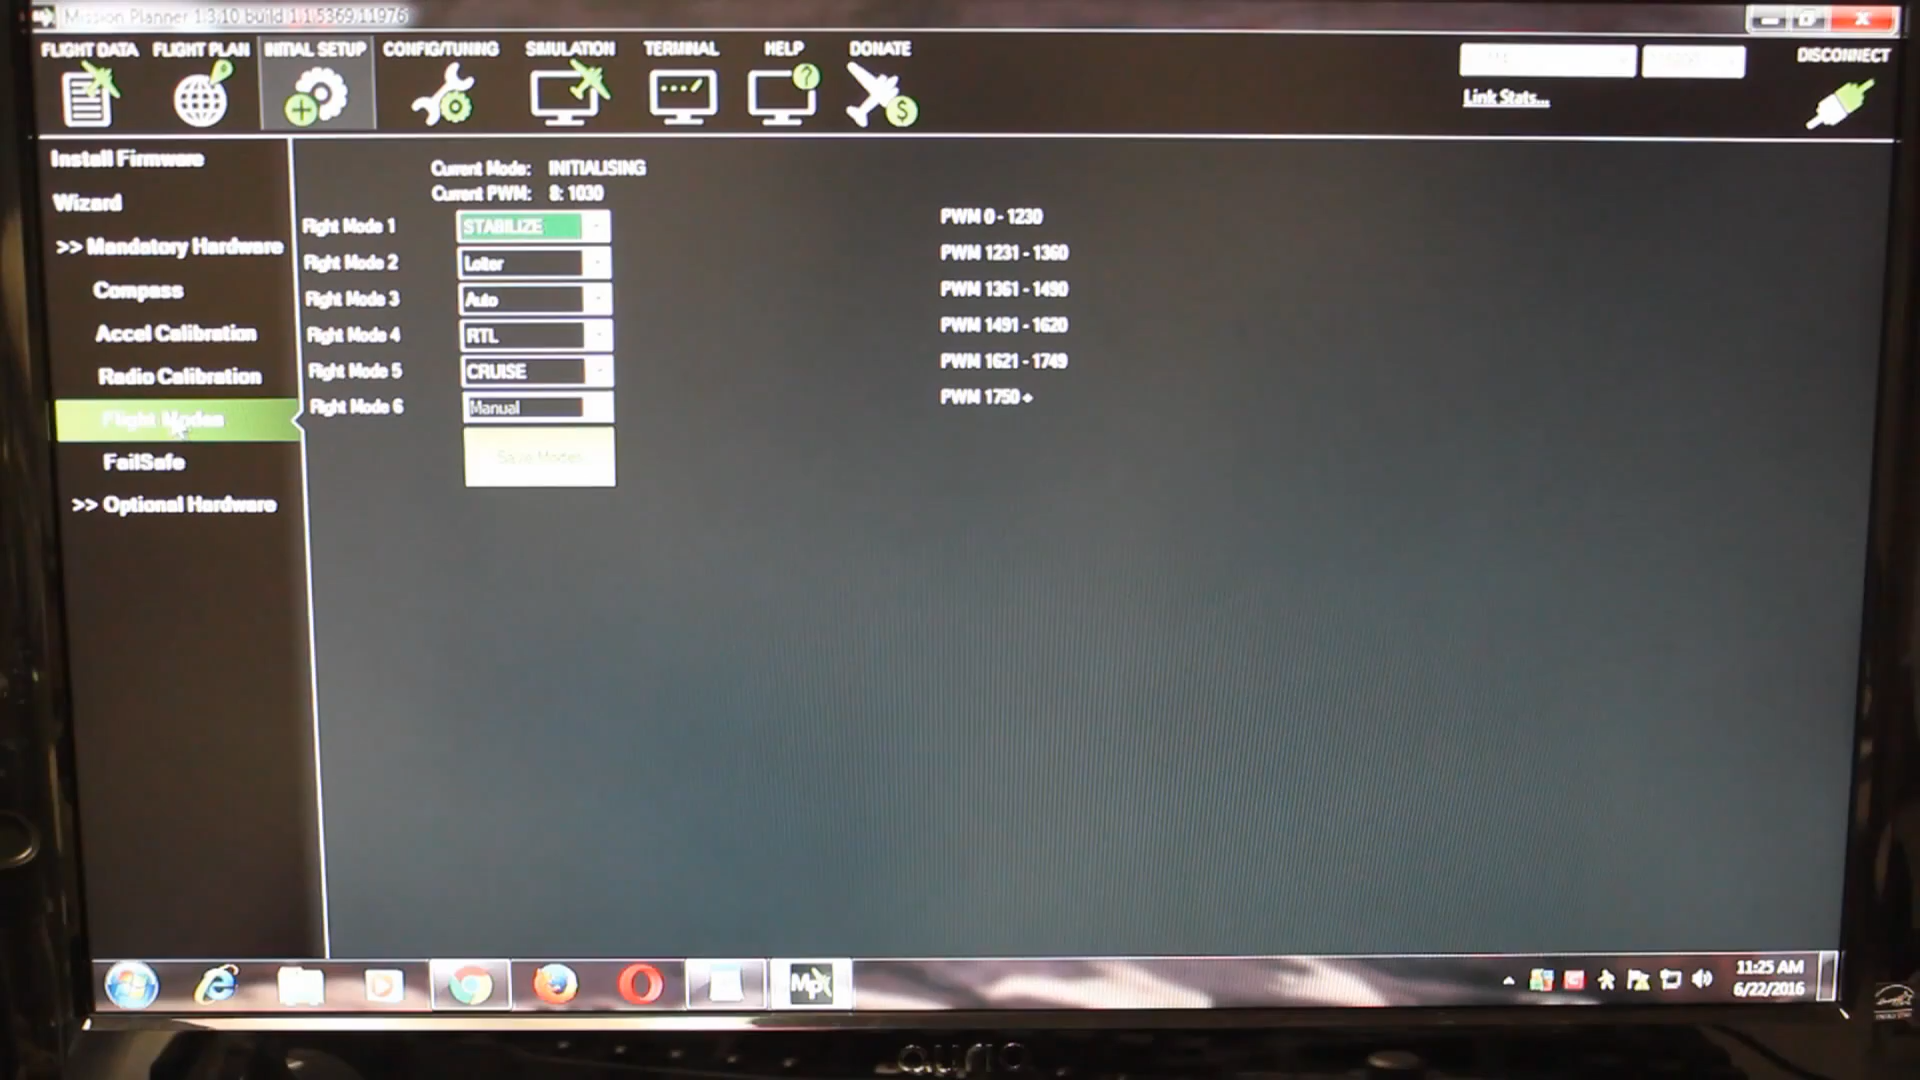 Mission Planner 1.3.10 build 1.1.5369.11976
FLIGHT DATA FLIGHT PLAN INITIAL SETUP CONFIG/TUNING SIMULATION TERMINAL HELP DONATE
DISCONNECT
Link Stats...
Install Firmware
Wizard
>> Mandatory Hardware
Compass
Accel Calibration
Radio Calibration
Flight Modes
FailSafe
>> Optional Hardware
Current Mode: INITIALISING
Current PWM: 8: 1030
Flight Mode 1 STABILIZE PWM 0 - 1230
Flight Mode 2 Loiter PWM 1231 - 1360
Flight Mode 3 Auto PWM 1361 - 1490
Flight Mode 4 RTL PWM 1491 - 1620
Flight Mode 5 CRUISE PWM 1621 - 1749
Flight Mode 6 Manual PWM 1750 +
Save Modes
11:25 AM
6/22/2016